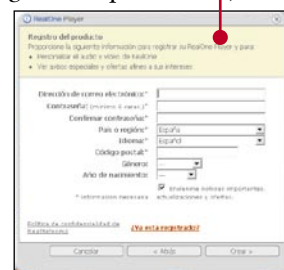 RealOne Player
Registro del producto
Proporcione la siguiente información para registrar su RealOne Player y para:
• Personalizar el audio y vídeo de RealOne
• Ver avisos especiales y ofertas afines a sus intereses
Dirección de correo electrónico:*
Contraseña: (mínimo 6 carac.)*
Confirmar contraseña:*
País o región:* España
Idioma:* Español
Código postal:*
Género: --
Año de nacimiento: --
Envíenme noticias importantes,
* información necesaria actualizaciones y ofertas.
Política de confidencialidad de
RealNetworks
¿Ya está registrado?
Cancelar < Atrás Crear >